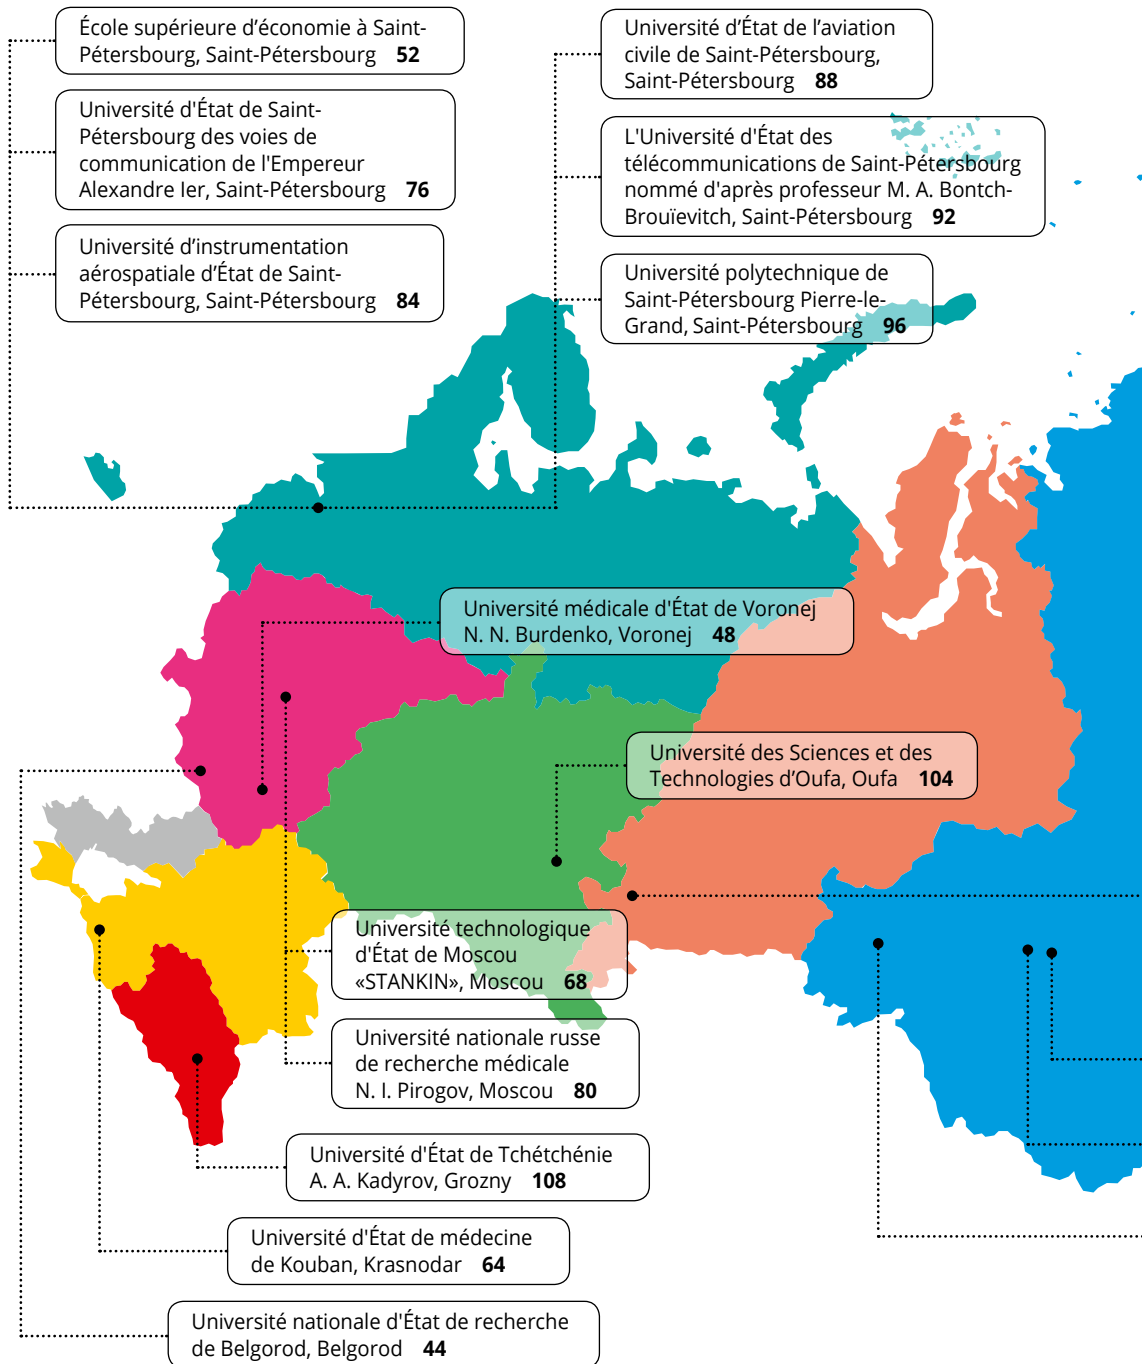 École supérieure d’économie à Saint-
Pétersbourg, Saint-Pétersbourg 52
Université d'État de Saint-
Pétersbourg des voies de
communication de l'Empereur
Alexandre Ier, Saint-Pétersbourg 76
Université d’instrumentation
aérospatiale d’État de Saint-
Pétersbourg, Saint-Pétersbourg 84
Université d’État de l’aviation
civile de Saint-Pétersbourg,
Saint-Pétersbourg 88
L'Université d'État des
télécommunications de Saint-Pétersbourg
nommé d'après professeur M. A. Bontch-
Brouïevitch, Saint-Pétersbourg 92
Université polytechnique de
Saint-Pétersbourg Pierre-le-
Grand, Saint-Pétersbourg 96
Université médicale d'État de Voronej
N. N. Burdenko, Voronej 48
Université des Sciences et des
Technologies d’Oufa, Oufa 104
Université technologique
d'État de Moscou
«STANKIN», Moscou 68
Université nationale russe
de recherche médicale
N. I. Pirogov, Moscou 80
Université d'État de Tchétchénie
A. A. Kadyrov, Grozny 108
Université d'État de médecine
de Kouban, Krasnodar 64
Université nationale d'État de recherche
de Belgorod, Belgorod 44